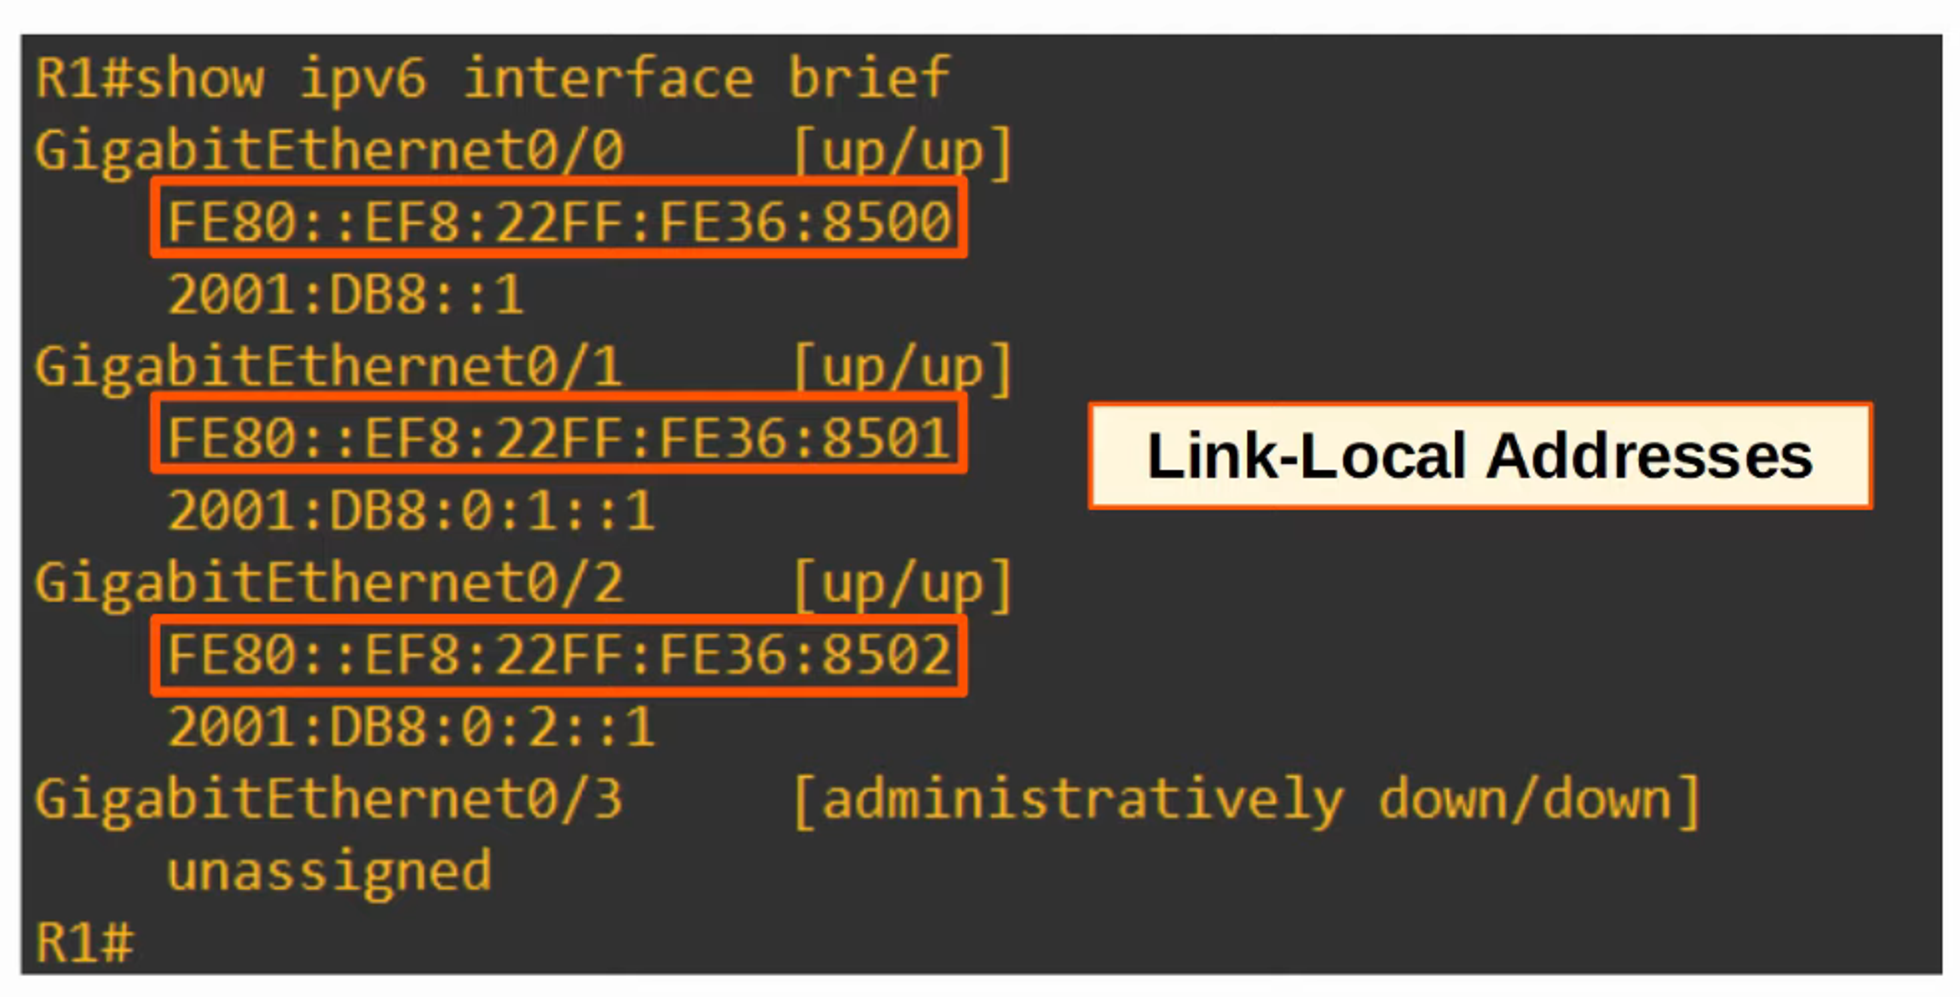 R1#show ipv6 interface brief
GigabitEthernet0/0 [up/up]
FE80::EF8:22FF:FE36:8500
2001:DB8::1
GigabitEthernet0/1 [up/up]
FE80::EF8:22FF:FE36:8501
2001:DB8:0:1::1
GigabitEthernet0/2 [up/up]
FE80::EF8:22FF:FE36:8502
2001:DB8:0:2::1
GigabitEthernet0/3 [administratively down/down]
unassigned
R1#
Link-Local Addresses